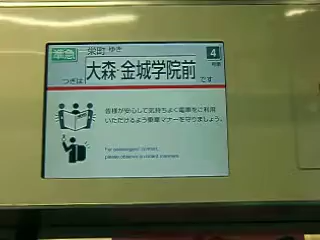 準急 栄町 ゆき 4
つぎは 大森・金城学院前 です
皆様が安心して気持ちよく電車をご利用
いただけるよう乗車マナーを守りましょう。
For passengers' comfort,
please observe